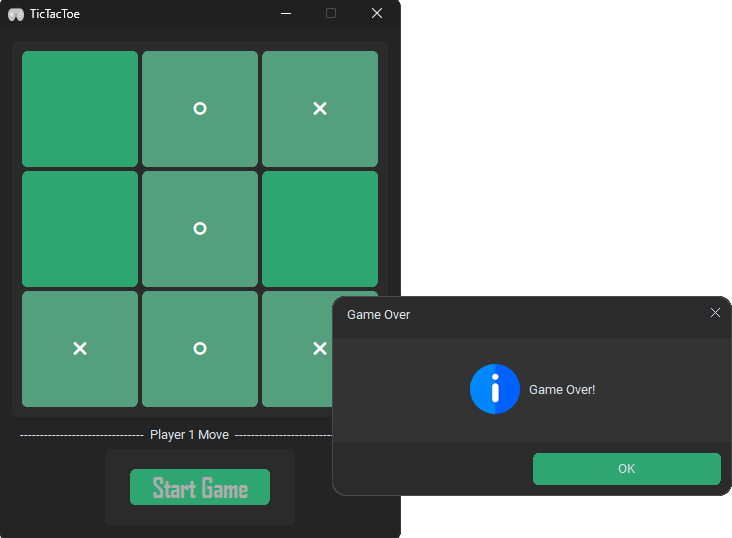 TicTacToe
O X
O
X O X
Game Over
Game Over!
------------------------------- Player 1 Move -------------------------
OK
Start Game